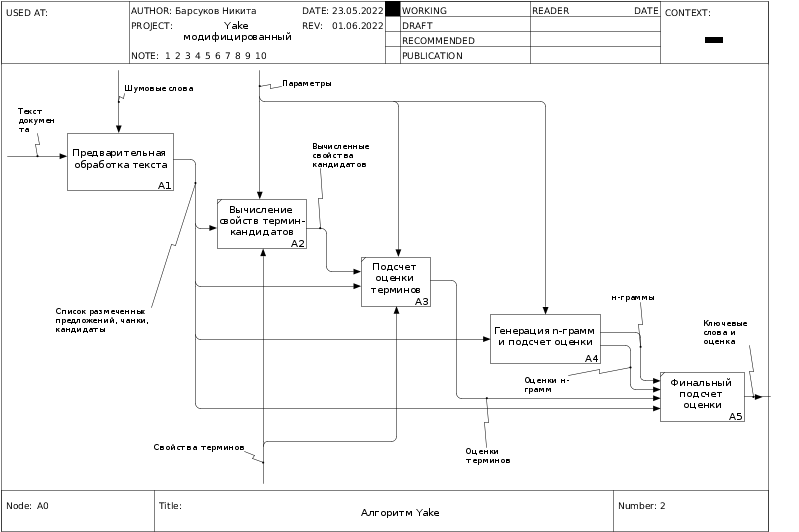 USED AT:
AUTHOR: Барсуков Никита
DATE: 23.05.2022
PROJECT: Yake
модифицированный
REV: 01.06.2022
NOTE: 1 2 3 4 5 6 7 8 9 10
WORKING
DRAFT
RECOMMENDED
PUBLICATION
READER
DATE
CONTEXT:
Шумовые слова
Параметры
Текст
докумен
та
Предварительная
обработка текста
A1
Вычисленные
свойства
кандидатов
Вычисление
свойств термин-
кандидатов
A2
Подсчет
оценки
терминов
A3
Список размеченных
предложений, чанки,
кандидаты
н-граммы
Генерация n-грамм
и подсчет оценки
A4
Ключевые
слова и
оценка
Оценки н-
грамм
Финальный
подсчет
оценки
A5
Свойства терминов
Оценки
терминов
Node: A0
Title:
Алгоритм Yake
Number: 2